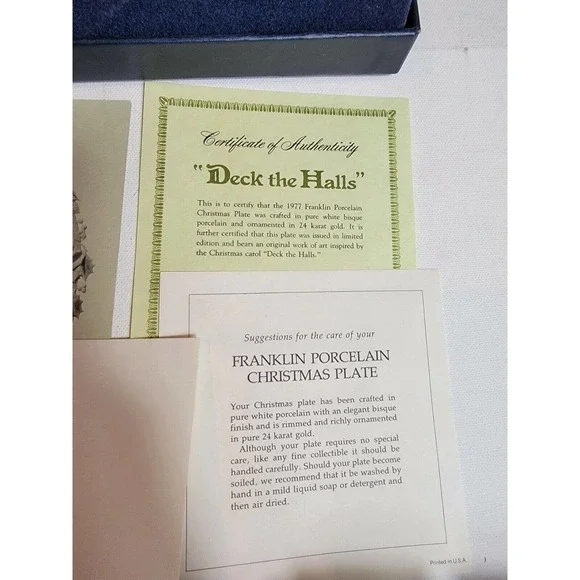 Certificate of Authenticity
"Deck the Halls"
This is to certify that the 1977 Franklin Porcelain
Christmas Plate was crafted in pure white bisque
porcelain and ornamented in 24 karat gold. It is
further certified that this plate was issued in limited
edition and bears an original work of art inspired by
the Christmas carol "Deck the Halls."
Suggestions for the care of your
FRANKLIN PORCELAIN
CHRISTMAS PLATE
Your Christmas plate has been crafted in
pure white porcelain with an elegant bisque
finish and is rimmed and richly ornamented
in pure 24 karat gold.
Although your plate requires no special
care, like any fine collectible it should be
handled carefully. Should your plate become
soiled, we recommend that it be washed by
hand in a mild liquid soap or detergent and
then air dried.
Printed in U.S.A.